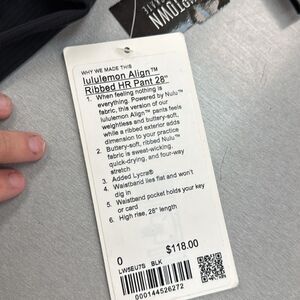 TOWN
WHY WE MADE THIS
lululemon Align™
Ribbed HR Pant 28"
1. When feeling nothing is
everything. Powered by Nulu™
fabric, this version of our
lululemon Align™ pants feels
weightless and buttery-soft,
while a ribbed exterior adds
dimension to your practice
2. Buttery-soft, ribbed Nulu™
fabric is sweat-wicking,
quick-drying, and four-way
stretch
3. Added Lycra®
4. Waistband lies flat and won't
dig in
5. Waistband pocket holds your key
or card
6. High rise, 28" length
0
$118.00
LW5EU7S BLK
000144526272